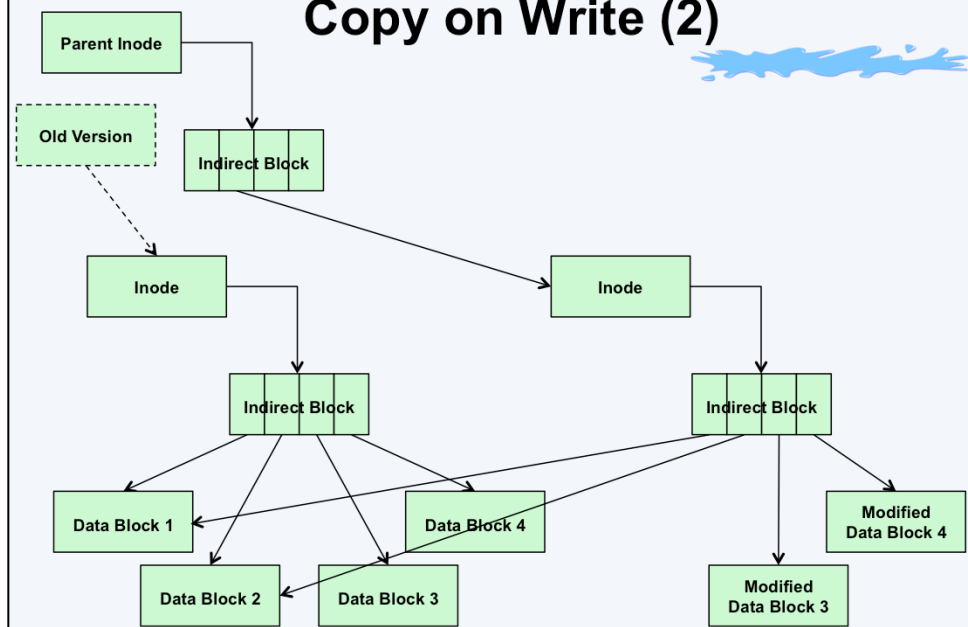 Copy on Write (2)
Parent Inode
Old Version
Indirect Block
Inode
Inode
Indirect Block
Indirect Block
Data Block 1
Data Block 4
Modified
Data Block 4
Data Block 2
Data Block 3
Modified
Data Block 3